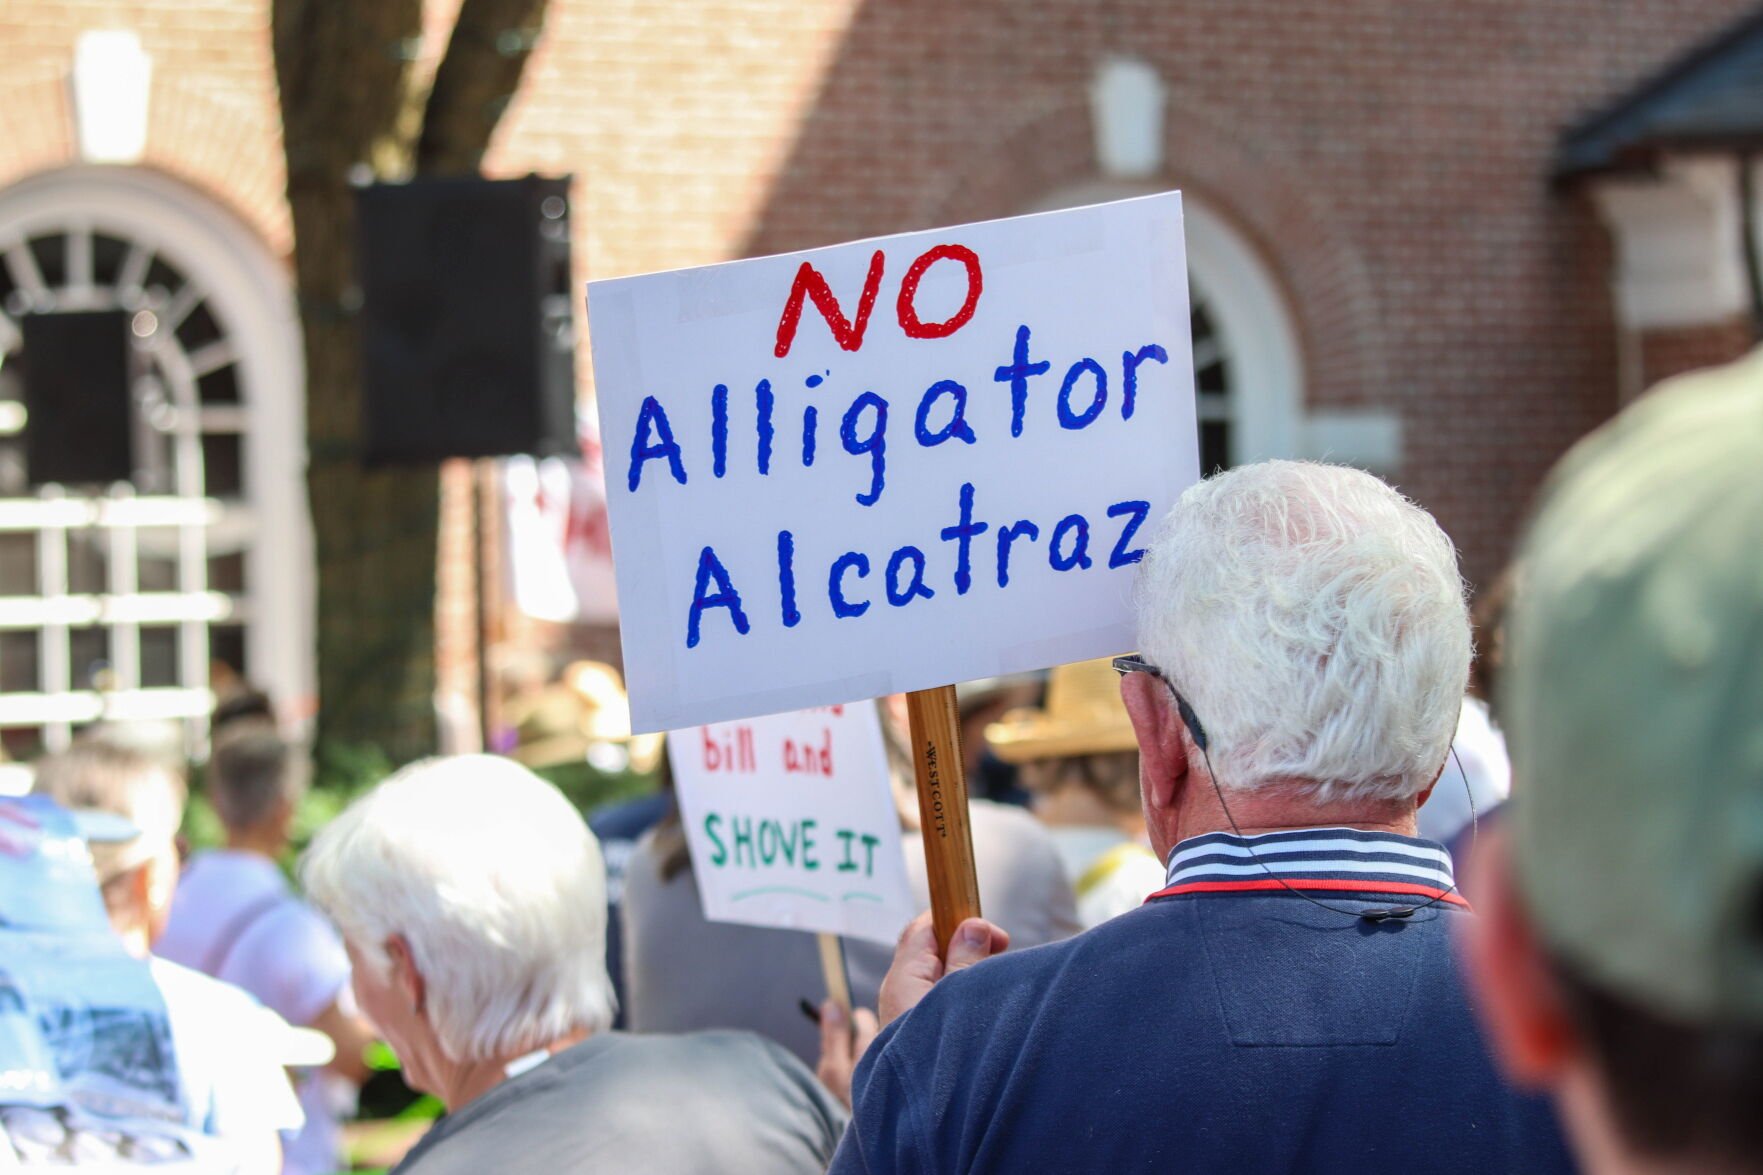 NO
Alligator
Alcatraz
bill and
SHOVE IT
WESTCOTT